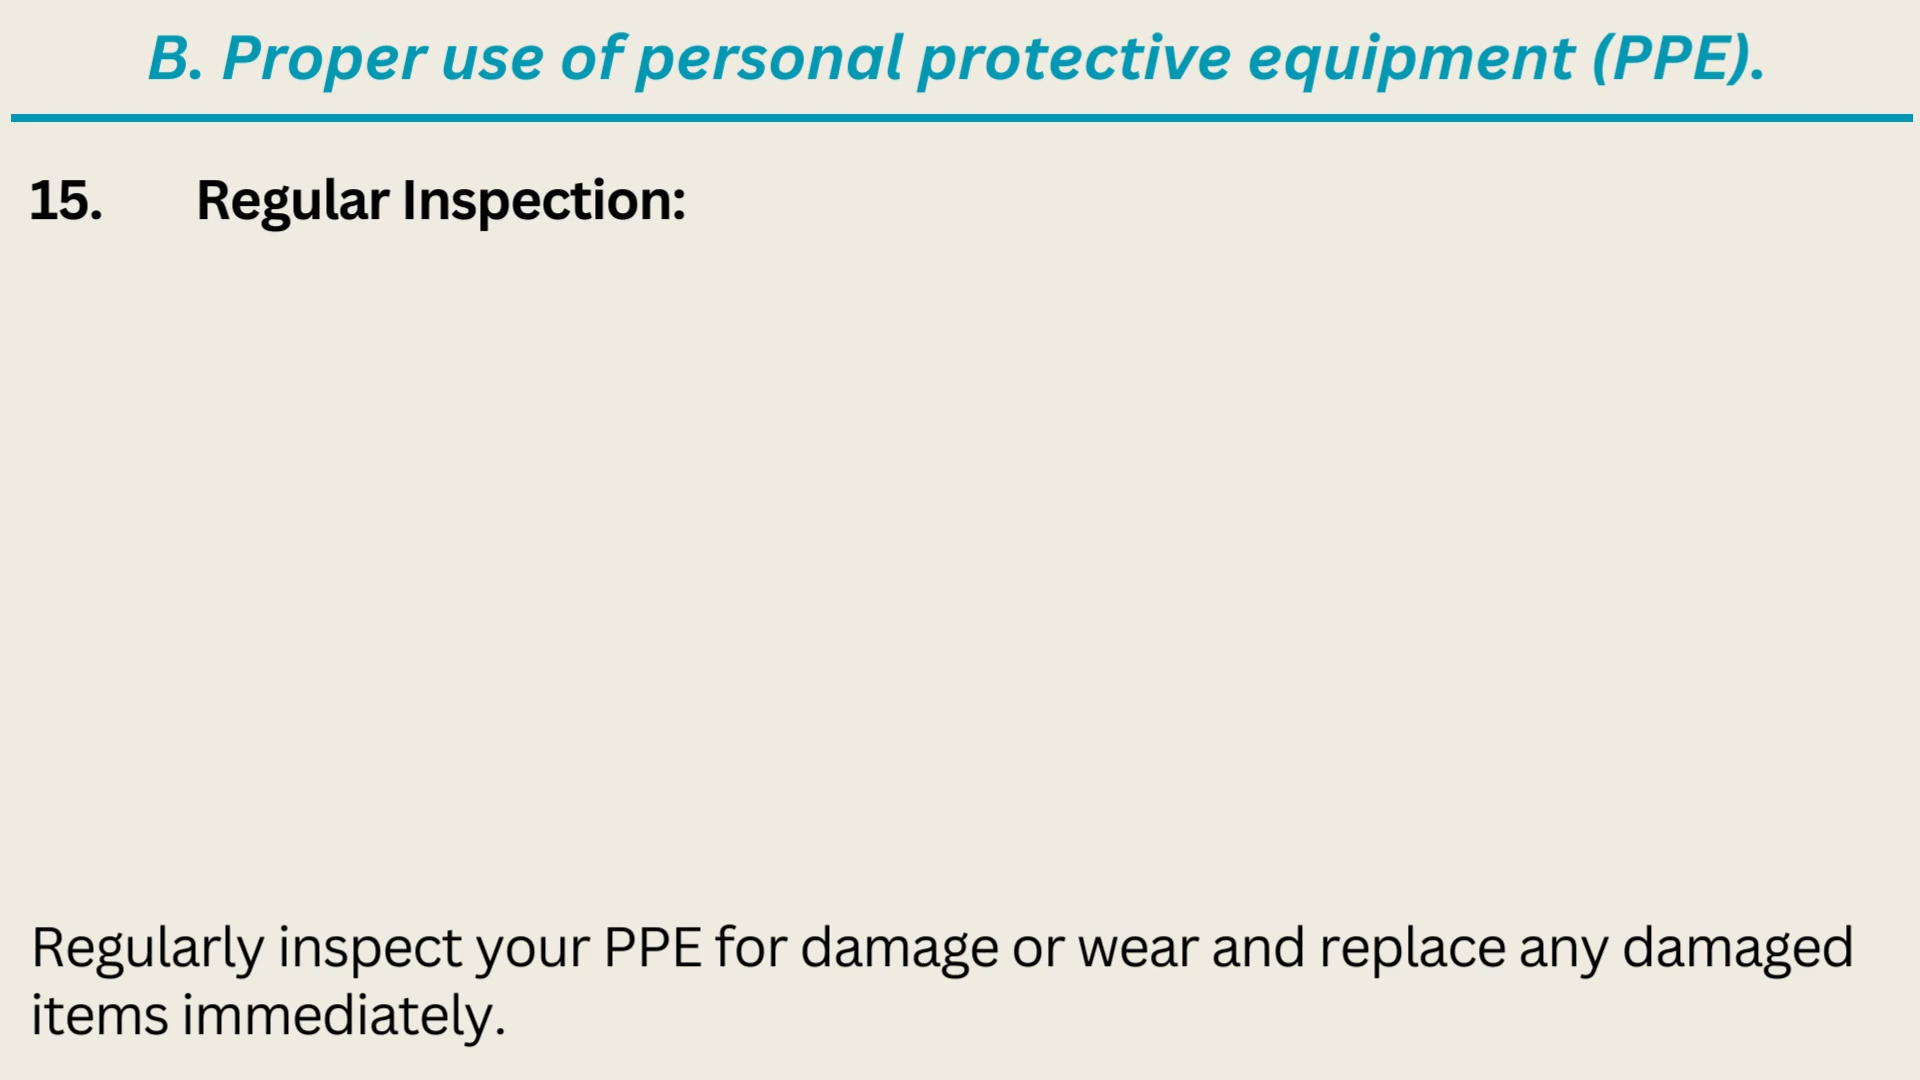 B. Proper use of personal protective equipment (PPE).
15. Regular Inspection:
Regularly inspect your PPE for damage or wear and replace any damaged
items immediately.